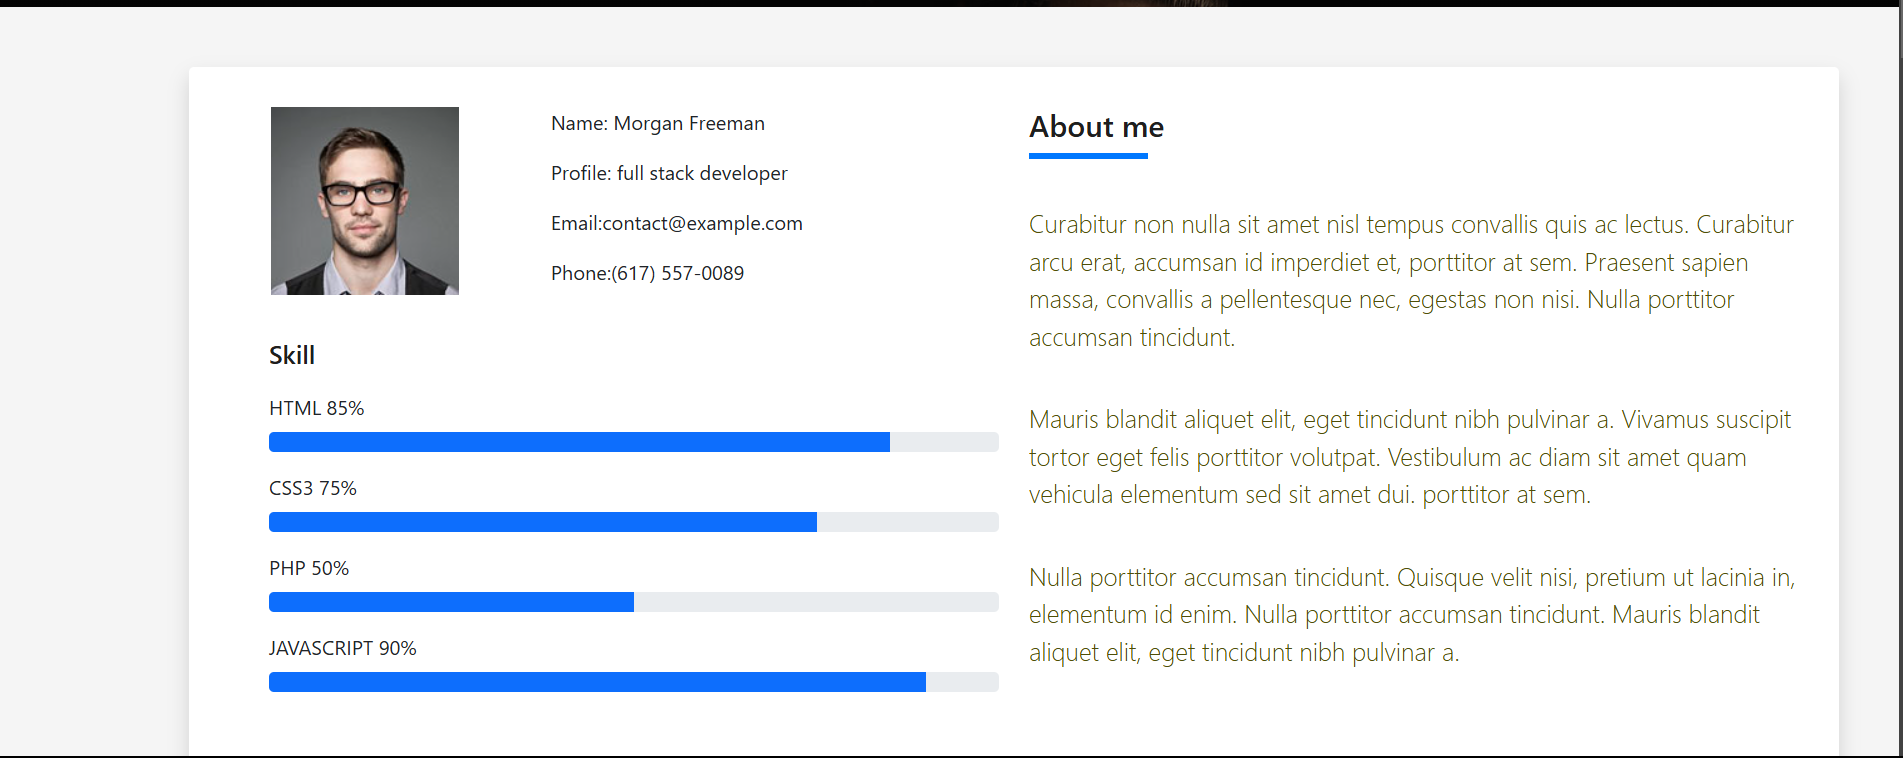 Name: Morgan Freeman
Profile: full stack developer
Email:contact@example.com
Phone:(617) 557-0089
Skill
HTML 85%
CSS3 75%
PHP 50%
JAVASCRIPT 90%
About me
Curabitur non nulla sit amet nisl tempus convallis quis ac lectus. Curabitur
arcu erat, accumsan id imperdiet et, porttitor at sem. Praesent sapien
massa, convallis a pellentesque nec, egestas non nisi. Nulla porttitor
accumsan tincidunt.
Mauris blandit aliquet elit, eget tincidunt nibh pulvinar a. Vivamus suscipit
tortor eget felis porttitor volutpat. Vestibulum ac diam sit amet quam
vehicula elementum sed sit amet dui. porttitor at sem.
Nulla porttitor accumsan tincidunt. Quisque velit nisi, pretium ut lacinia in,
elementum id enim. Nulla porttitor accumsan tincidunt. Mauris blandit
aliquet elit, eget tincidunt nibh pulvinar a.